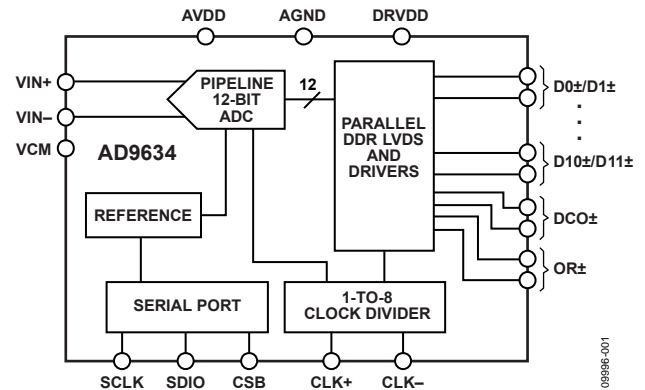 AVDD AGND DRVDD
VIN+
VIN–
VCM
AD9634
PIPELINE
12-BIT
ADC
12
PARALLEL
DDR LVDS
AND
DRIVERS
D0±/D1±
.
.
.
D10±/D11±
DCO±
OR±
REFERENCE
SERIAL PORT
1-TO-8
CLOCK DIVIDER
SCLK SDIO CSB CLK+ CLK–
09996-001